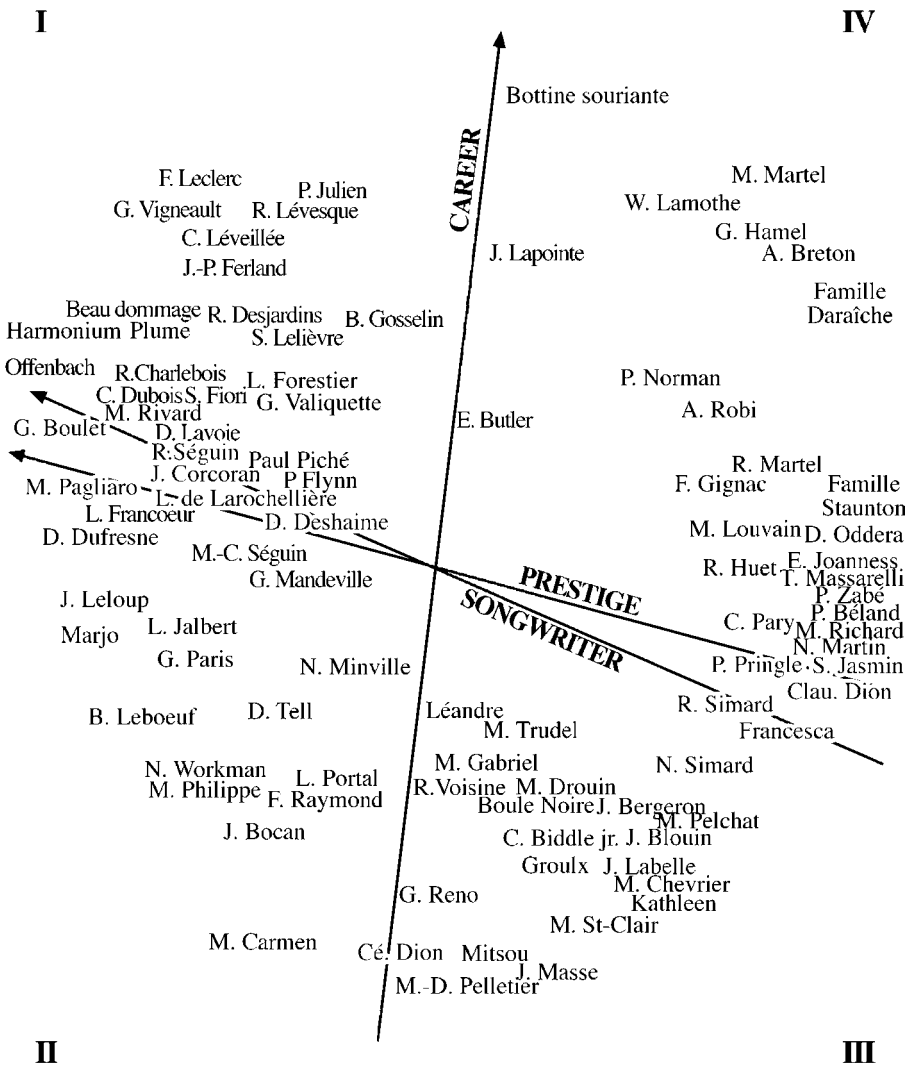 I
IV
Bottine souriante
CAREER
F. Leclerc
P. Julien
M. Martel
G. Vigneault
R. Lévesque
W. Lamothe
C. Léveillée
G. Hamel
J. Lapointe
A. Breton
J.-P. Ferland
Famille
Daraîche
Beau dommage
R. Desjardins
B. Gosselin
Harmonium Plume
S. Lelièvre
Offenbach
R.Charlebois
L. Forestier
P. Norman
C. Dubois
S. Fiori
G. Valiquette
M. Rivard
A. Robi
G. Boulet
D. Lavoie
E. Butler
R. Séguin
Paul Piché
R. Martel
J. Corcoran
P Flynn
F. Gignac
Famille
Staunton
M. Pagliaro
L. de Larochellière
L. Francoeur
D. Deshaime
M. Louvain
D. Oddera
D. Dufresne
M.-C. Séguin
G. Mandeville
R. Huet
E. Joanness
T. Massarelli
PRESTIGE
SONGWRITER
P. Zabé
J. Leloup
P. Béland
C. Pary
M. Richard
Marjo
L. Jalbert
N. Martin
G. Paris
N. Minville
P. Pringle
S. Jasmin
Clau. Dion
B. Leboeuf
D. Tell
Léandre
R. Simard
M. Trudel
Francesca
N. Workman
L. Portal
M. Gabriel
N. Simard
M. Philippe
F. Raymond
R.Voisine
M. Drouin
Boule Noire
J. Bergeron
M. Pelchat
J. Bocan
C. Biddle jr.
J. Blouin
Groulx
J. Labelle
M. Chevrier
G. Reno
Kathleen
M. St-Clair
M. Carmen
Cé. Dion
Mitsou
J. Masse
M.-D. Pelletier
II
III